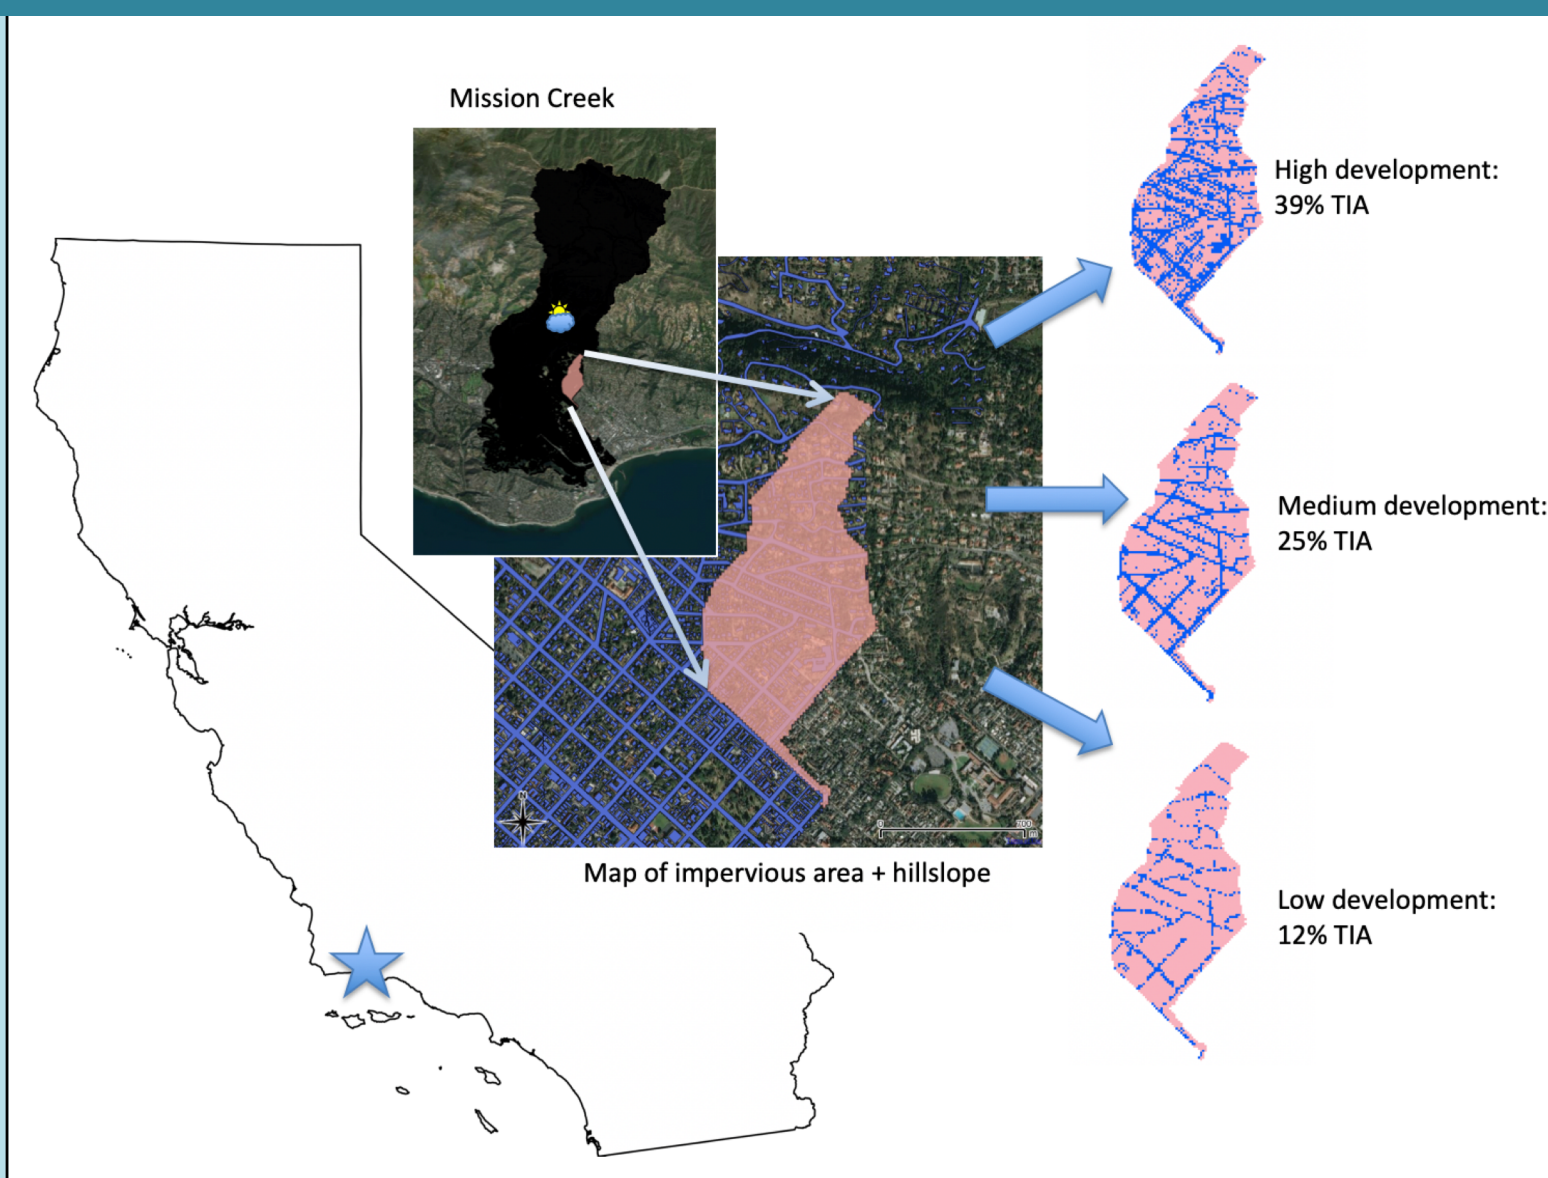 Mission Creek
High development:
39% TIA
Medium development:
25% TIA
N
0
m
Map of impervious area + hillslope
Low development:
12% TIA